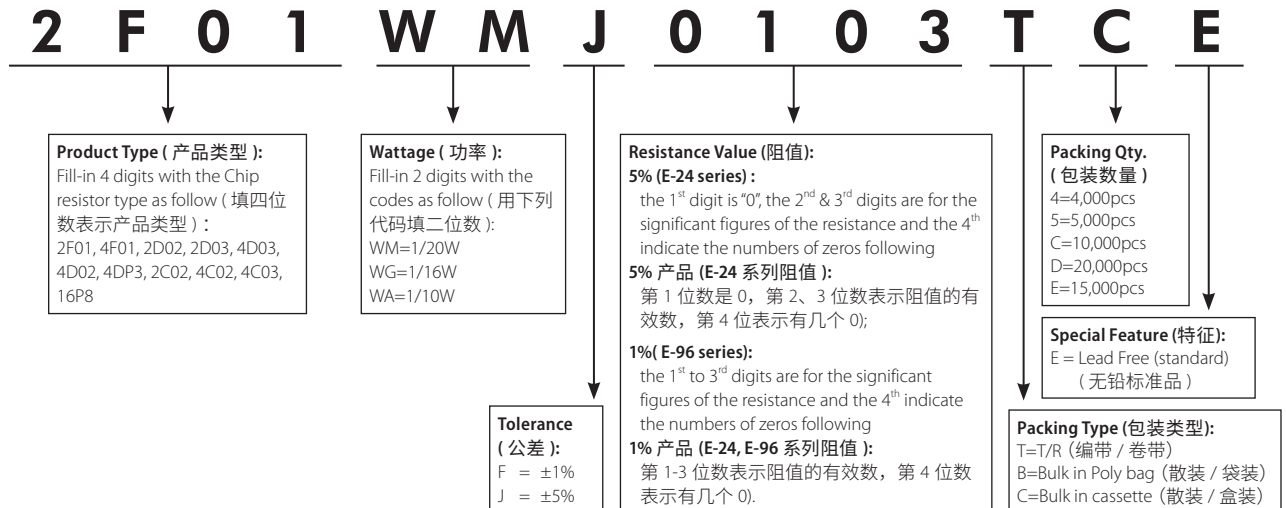 2F01 WM J 0103 T C E
Product Type ( 产品类型 ):
Fill-in 4 digits with the Chip
resistor type as follow ( 填四位
数表示产品类型 ) :
2F01, 4F01, 2D02, 2D03, 4D03,
4D02, 4DP3, 2C02, 4C02, 4C03,
16P8
Wattage ( 功率 ):
Fill-in 2 digits with the
codes as follow ( 用下列
代码填二位数 ):
WM=1/20W
WG=1/16W
WA=1/10W
Tolerance
( 公差 ):
F = ±1%
J = ±5%
Resistance Value (阻值):
5% (E-24 series) :
the 1st digit is “0”, the 2nd & 3rd digits are for the
significant figures of the resistance and the 4th
indicate the numbers of zeros following
5% 产品 (E-24 系列阻值 ):
第 1 位数是 0，第 2、3 位数表示阻值的有
效数，第 4 位表示有几个 0);
1%( E-96 series):
the 1st to 3rd digits are for the significant
figures of the resistance and the 4th indicate
the numbers of zeros following
1% 产品 (E-24, E-96 系列阻值 ):
第 1-3 位数表示阻值的有效数，第 4 位数
表示有几个 0).
Packing Qty.
( 包装数量 )
4=4,000pcs
5=5,000pcs
C=10,000pcs
D=20,000pcs
E=15,000pcs
Special Feature (特征):
E = Lead Free (standard)
( 无铅标准品 )
Packing Type (包装类型):
T=T/R（编带 / 卷带）
B=Bulk in Poly bag（散装 / 袋装）
C=Bulk in cassette（散装 / 盒装）